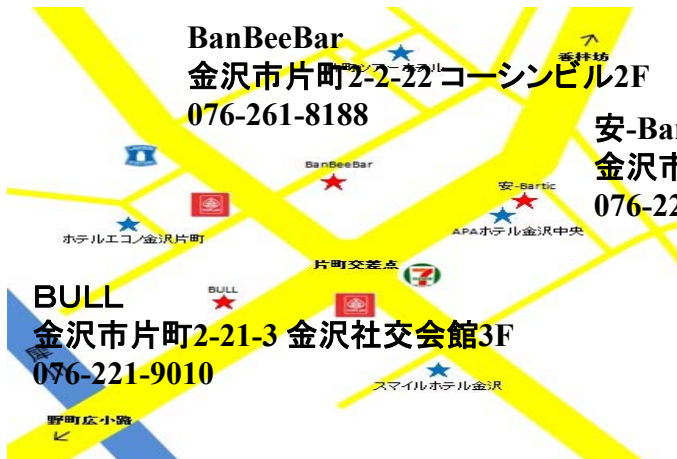 BanBeeBar
金沢市片町2-2-22 コーシンビル2F
076-261-8188
香林坊
安-Bar
金沢市
076-22
BanBeeBar
安-Bartic
APAホテル金沢中央
ホテルエコノ金沢片町
片町交差点
7
BULL
BULL
金沢市片町2-21-3 金沢社交会館3F
076-221-9010
スマイルホテル金沢
野町広小路